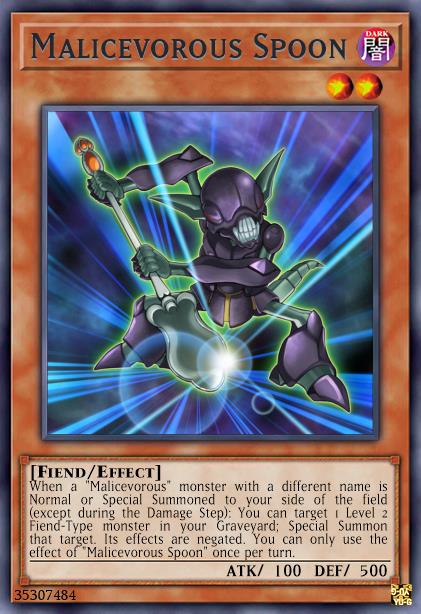 Malicevorous Spoon
DARK
闇
[Fiend/Effect]
When a "Malicevorous" monster with a different name is
Normal or Special Summoned to your side of the field
(except during the Damage Step): You can target 1 Level 2
Fiend-Type monster in your Graveyard; Special Summon
that target. Its effects are negated. You can only use the
effect of "Malicevorous Spoon" once per turn.
ATK/ 100 DEF/ 500
35307484